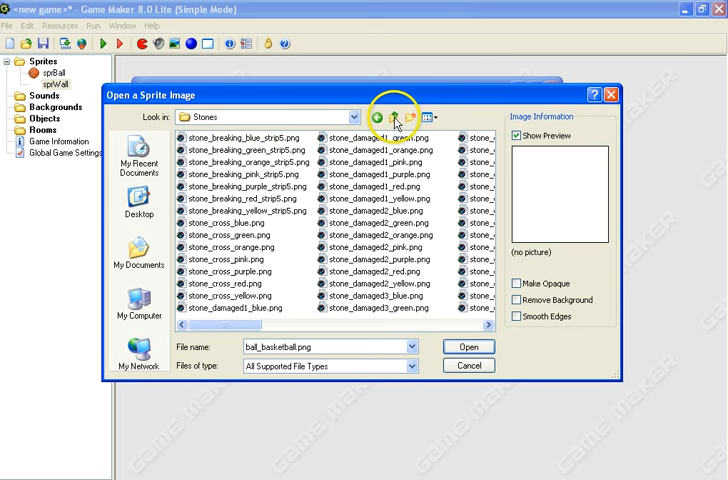 <new game>* - Game Maker 8.0 Lite (Simple Mode)
File Edit Resources Run Window Help
Sprites
sprBall
sprWall
Sounds
Backgrounds
Objects
Rooms
Game Information
Global Game Settings
Open a Sprite Image
Look in: Stones
My Recent Documents
Desktop
My Documents
My Computer
My Network
stone_breaking_blue_strip5.png
stone_breaking_green_strip5.png
stone_breaking_orange_strip5.png
stone_breaking_pink_strip5.png
stone_breaking_purple_strip5.png
stone_breaking_red_strip5.png
stone_breaking_yellow_strip5.png
stone_cross_blue.png
stone_cross_green.png
stone_cross_orange.png
stone_cross_pink.png
stone_cross_purple.png
stone_cross_red.png
stone_cross_yellow.png
stone_damaged1_blue.png
stone_damaged1_green.png
stone_damaged1_orange.png
stone_damaged1_pink.png
stone_damaged1_purple.png
stone_damaged1_red.png
stone_damaged1_yellow.png
stone_damaged2_blue.png
stone_damaged2_green.png
stone_damaged2_orange.png
stone_damaged2_pink.png
stone_damaged2_purple.png
stone_damaged2_red.png
stone_damaged2_yellow.png
stone_damaged3_blue.png
stone_damaged3_green.png
File name: ball_basketball.png
Open
Files of type: All Supported File Types
Cancel
Image Information
Show Preview
(no picture)
Make Opaque
Remove Background
Smooth Edges
GAME MAKER